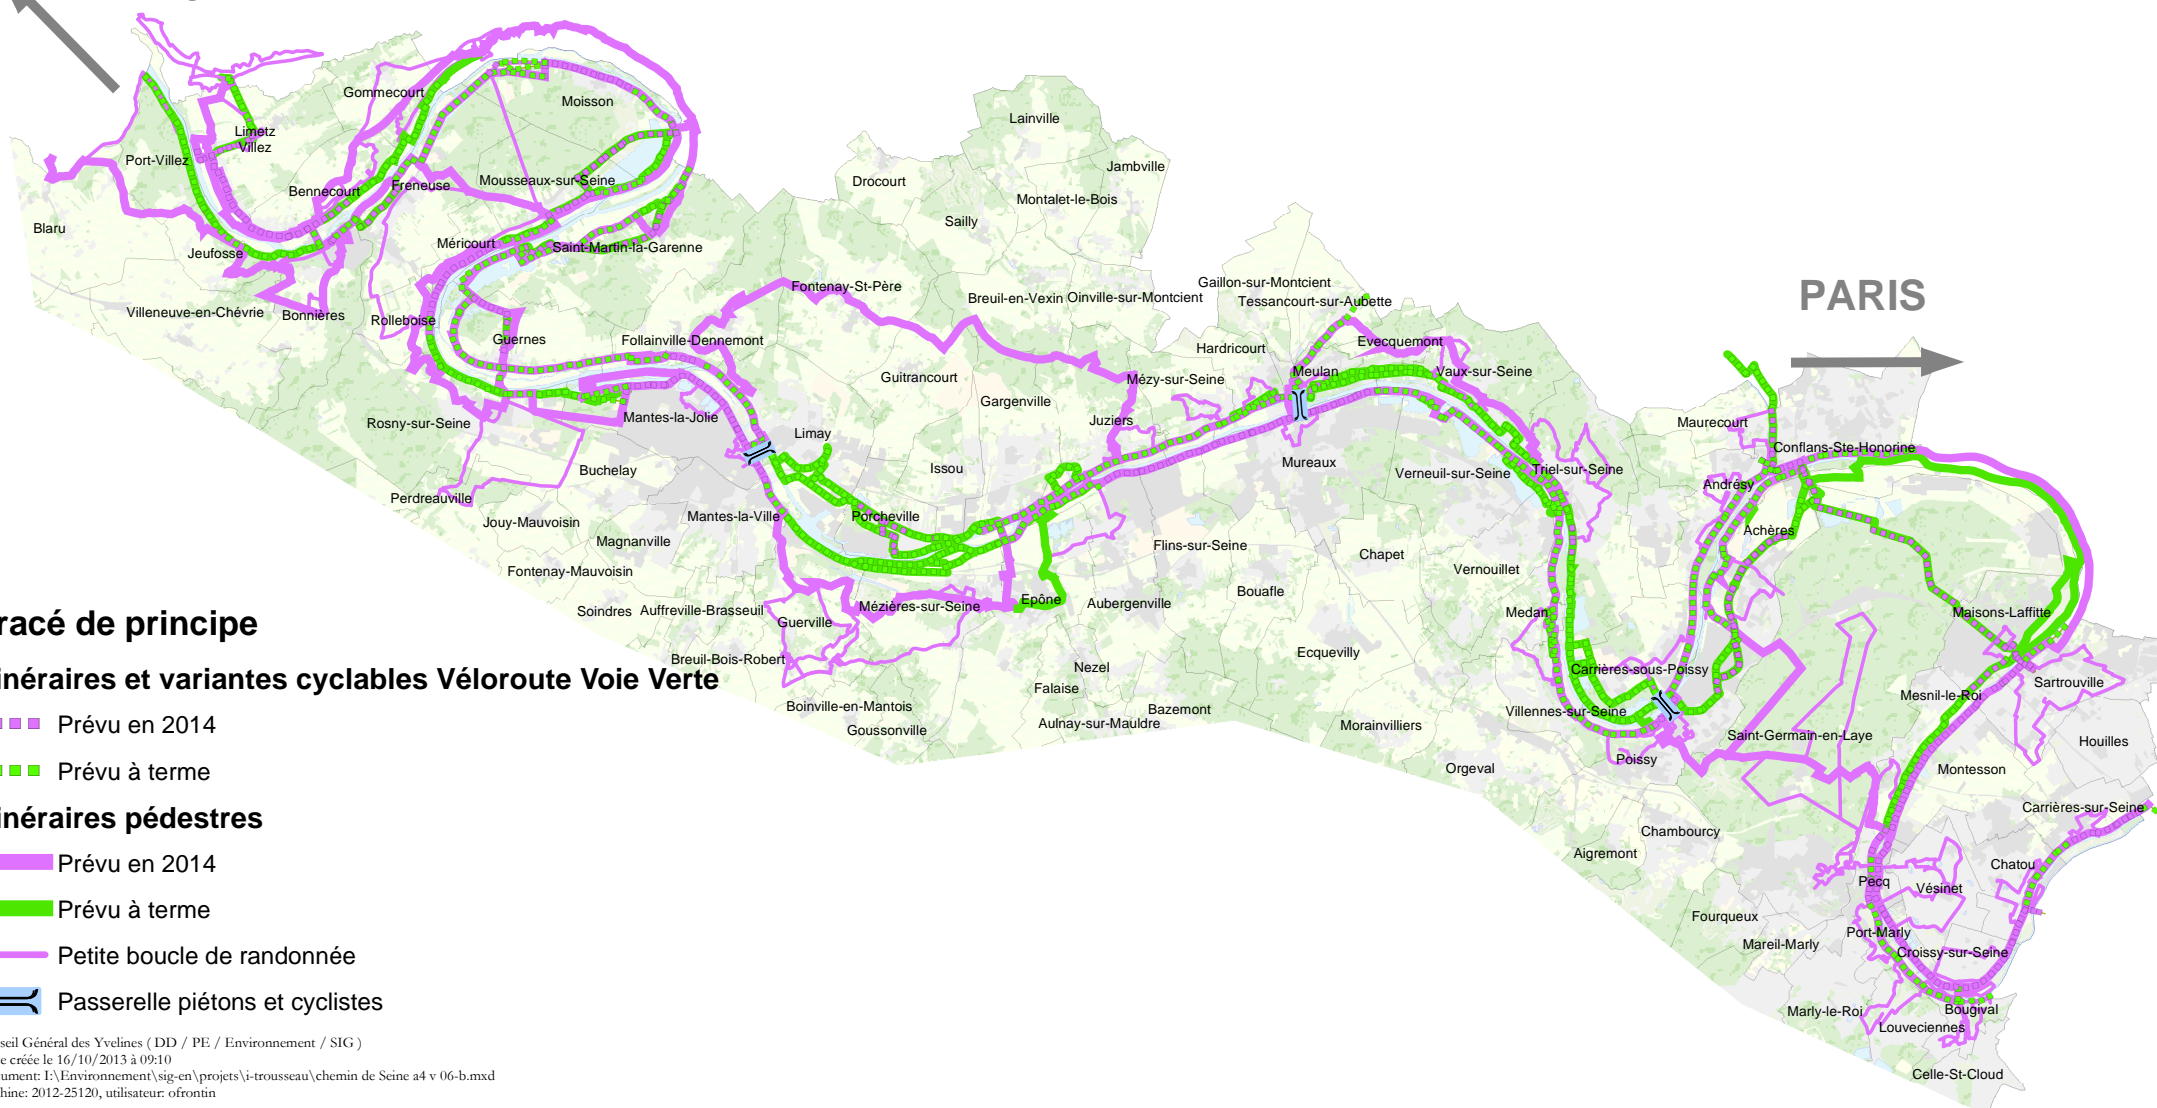 Gommecourt
Moisson
Lainville
Limetz
Villez
Port-Villez
Jambville
Bennecourt
Freneuse
Mousseaux-sur-Seine
Drocourt
Montalet-le-Bois
Sailly
Blaru
Jeufosse
Méricourt
Saint-Martin-la-Garenne
Fontenay-St-Père
Gaillon-sur-Montcient
Breuil-en-Vexin
Oinville-sur-Montcient
Tessancourt-sur-Aubette
PARIS
Villeneuve-en-Chévrie
Bonnières
Rolleboise
Guernes
Follainville-Dennemont
Hardricourt
Evecquemont
Guitrancourt
Mézy-sur-Seine
Meulan
Vaux-sur-Seine
Gargenville
Rosny-sur-Seine
Mantes-la-Jolie
Limay
Juziers
Maurecourt
Conflans-Ste-Honorine
Buchelay
Issou
Mureaux
Verneuil-sur-Seine
Triel-sur-Seine
Andrésy
Perdreauville
Jouy-Mauvoisin
Mantes-la-Ville
Porcheville
Achères
Magnanville
Flins-sur-Seine
Chapet
Fontenay-Mauvoisin
Vernouillet
Soindres
Auffreville-Brasseuil
Mézières-sur-Seine
Epône
Aubergenville
Bouafle
Medan
Maisons-Laffitte
Guerville
Breuil-Bois-Robert
Nezel
Ecquevilly
Carrières-sous-Poissy
Falaise
Sartrouville
Mesnil-le-Roi
Boinville-en-Mantois
Bazemont
Villennes-sur-Seine
Goussonville
Aulnay-sur-Mauldre
Morainvilliers
Saint-Germain-en-Laye
Houilles
Poissy
Orgeval
Montesson
Carrières-sur-Seine
Chambourcy
Aigremont
Chatou
Pecq
Vésinet
Fourqueux
Port-Marly
Mareil-Marly
Croissy-sur-Seine
Marly-le-Roi
Bougival
Louveciennes
Celle-St-Cloud
racé de principe
inéraires et variantes cyclables Véloroute Voie Verte
Prévu en 2014
Prévu à terme
inéraires pédestres
Prévu en 2014
Prévu à terme
Petite boucle de randonnée
Passerelle piétons et cyclistes
seil Général des Yvelines ( DD / PE / Environnement / SIG )
e créée le 16/10/2013 à 09:10
ument: I:\Environnement\sig-en\projets\i-trousseau\chemin de Seine a4 v 06-b.mxd
hine: 2012-25120, utilisateur: ofrontin